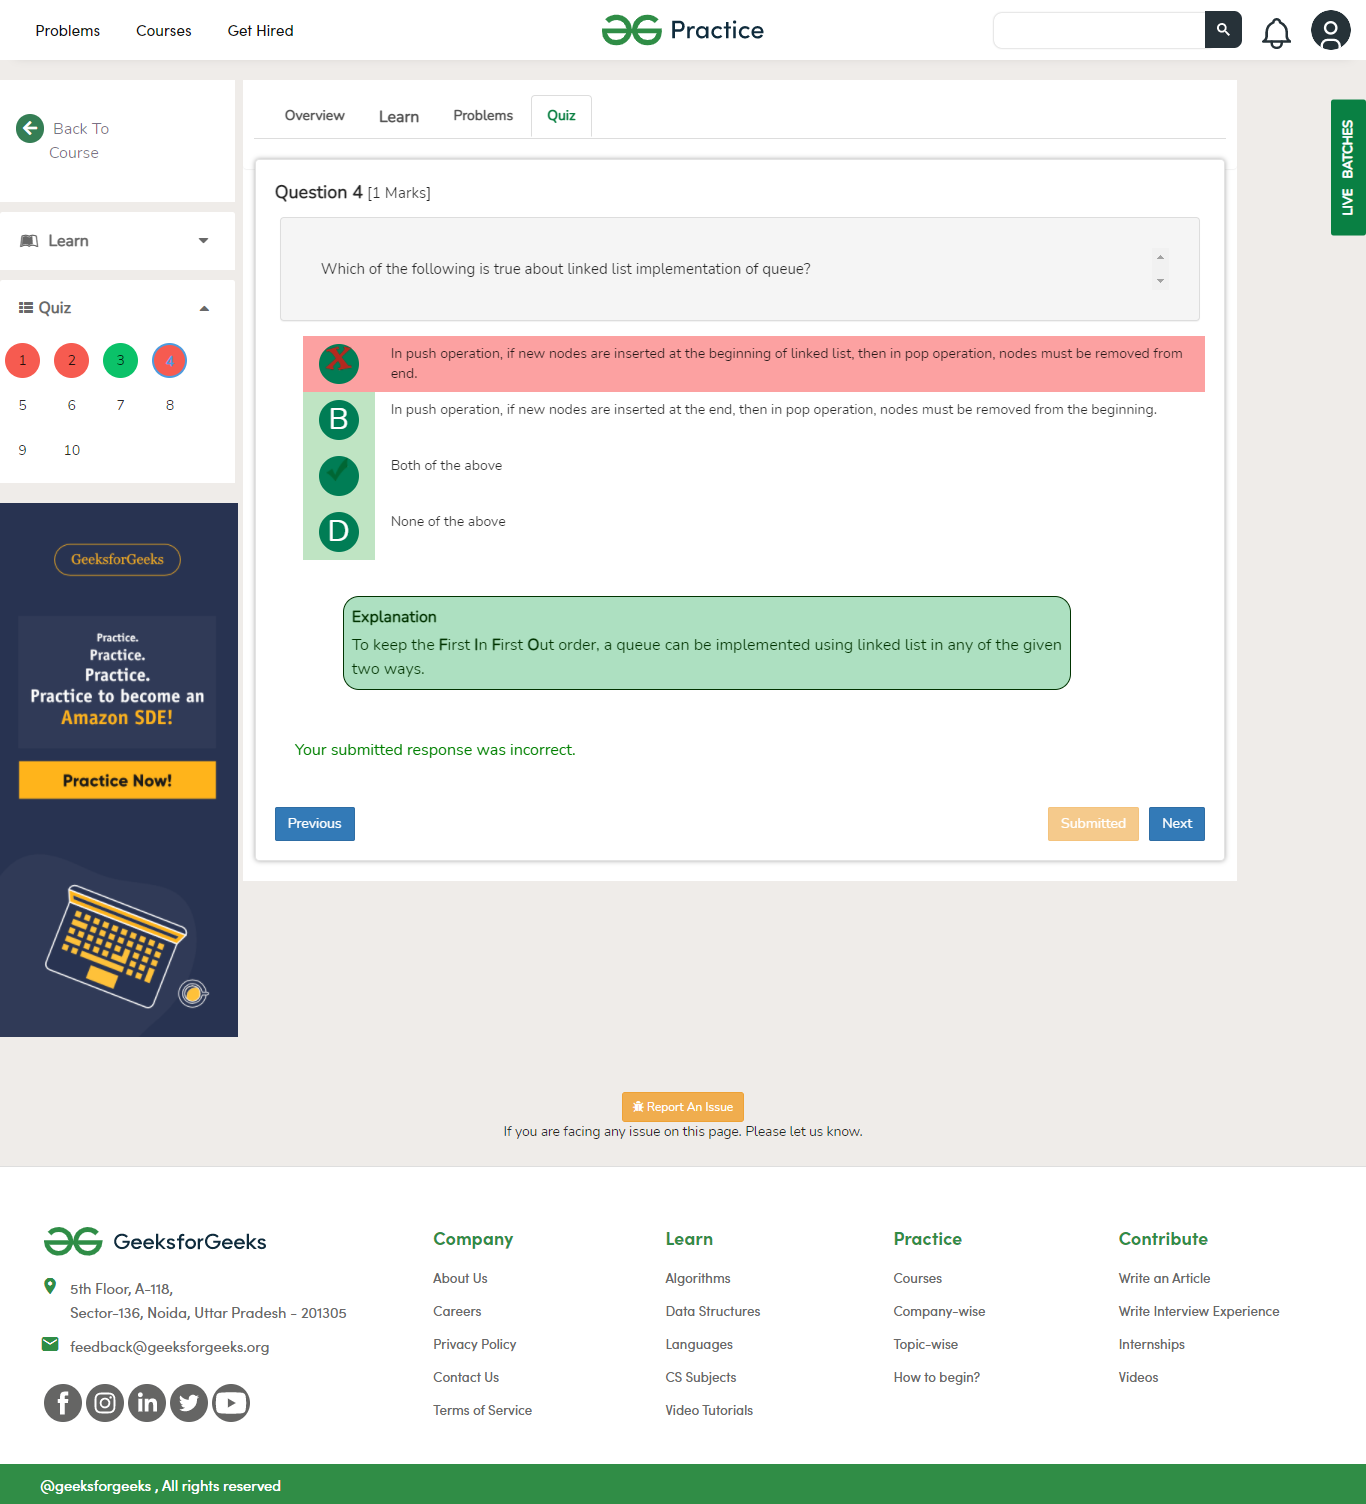 Problems Courses Get Hired
Practice
Back To
Course
Learn
Quiz
1 2 3 4
5 6 7 8
9 10
GeeksforGeeks
Practice.
Practice.
Practice.
Practice to become an
Amazon SDE!
Practice Now!
Overview Learn Problems Quiz
Question 4 [1 Marks]
Which of the following is true about linked list implementation of queue?
X In push operation, if new nodes are inserted at the beginning of linked list, then in pop operation, nodes must be removed from
end.
B In push operation, if new nodes are inserted at the end, then in pop operation, nodes must be removed from the beginning.
Both of the above
D None of the above
Explanation
To keep the First In First Out order, a queue can be implemented using linked list in any of the given
two ways.
Your submitted response was incorrect.
Previous Submitted Next
LIVE BATCHES
Report An Issue
If you are facing any issue on this page. Please let us know.
GeeksforGeeks
5th Floor, A-118,
Sector-136, Noida, Uttar Pradesh - 201305
feedback@geeksforgeeks.org
Company
About Us
Careers
Privacy Policy
Contact Us
Terms of Service
Learn
Algorithms
Data Structures
Languages
CS Subjects
Video Tutorials
Practice
Courses
Company-wise
Topic-wise
How to begin?
Contribute
Write an Article
Write Interview Experience
Internships
Videos
@geeksforgeeks , All rights reserved